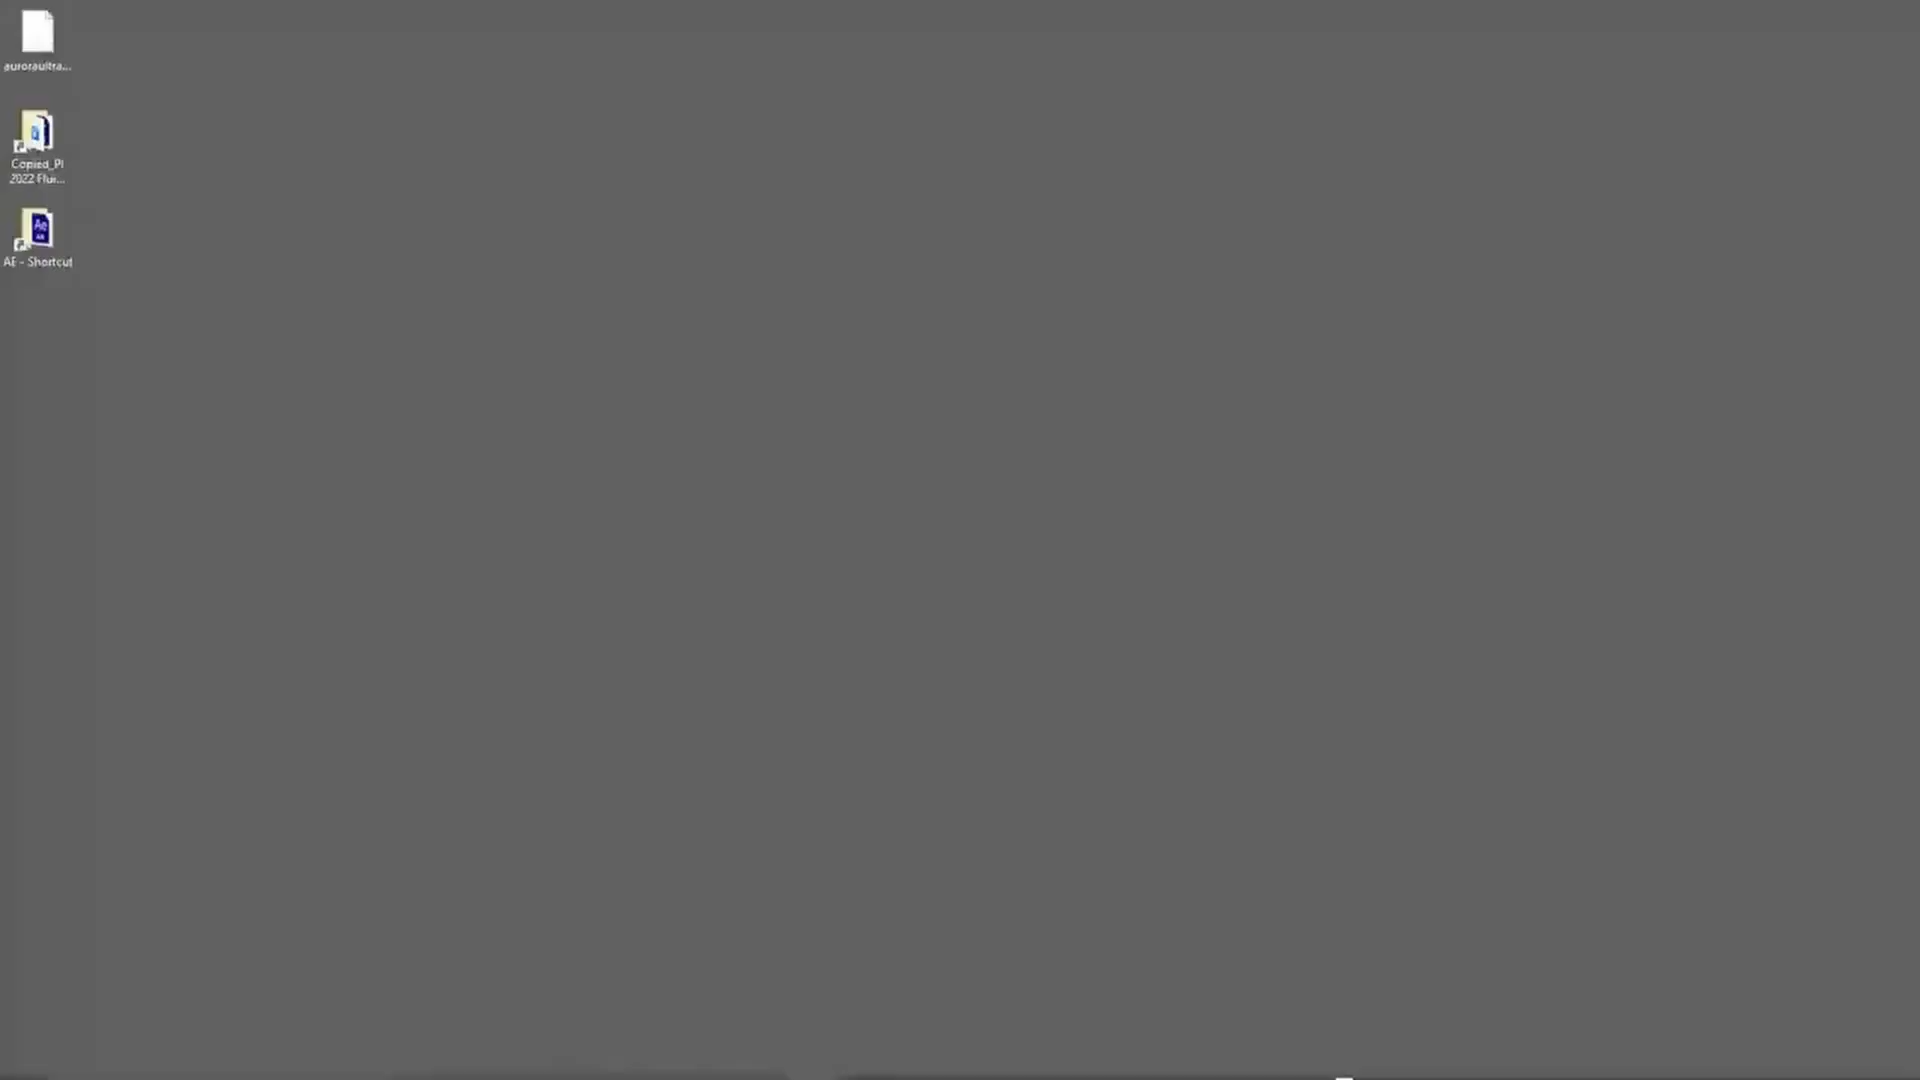 auroraultra...
Copied_Pl
2022 Flui...
Ae
AE - Shortcut